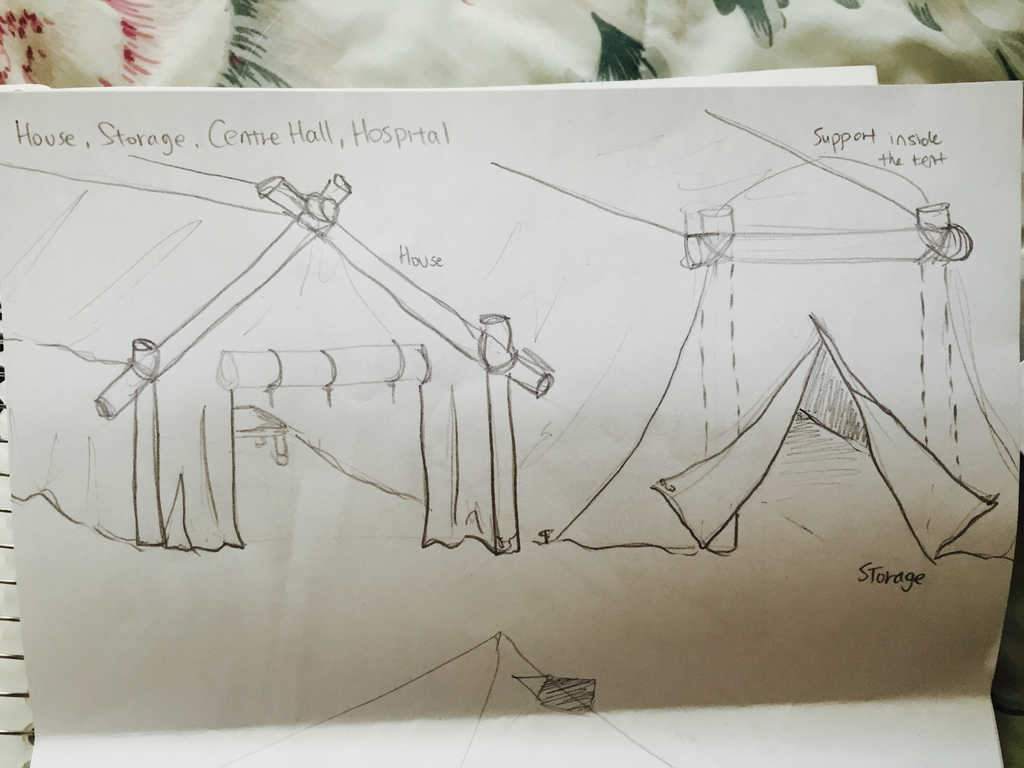 House, Storage, Centre Hall, Hospital
Support inside
the tent
House
Storage